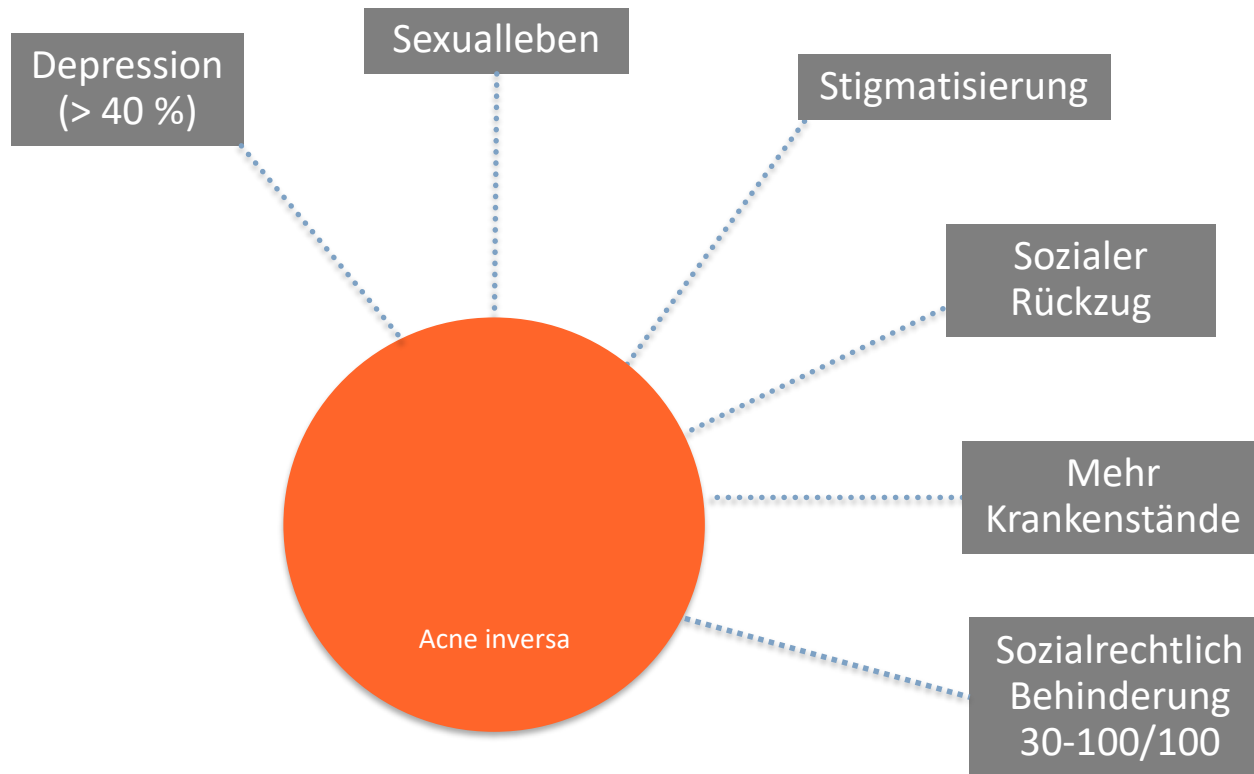 Depression
(> 40 %)
Sexualleben
Stigmatisierung
Sozialer
Rückzug
Mehr
Krankenstände
Acne inversa
Sozialrechtlich
Behinderung
30-100/100